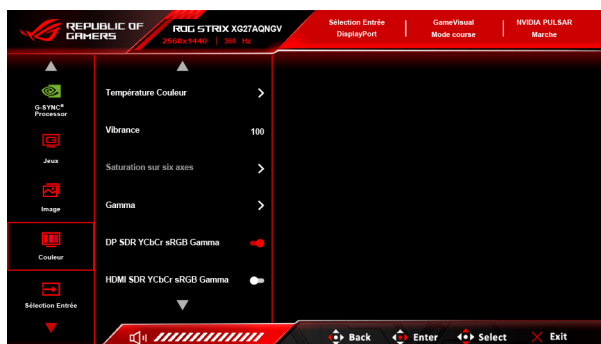 REPUBLIC OF
GAMERS
ROG STRIX XG27AQNGV
2560x1440 360 Hz
Sélection Entrée
DisplayPort
GameVisual
Mode course
NVIDIA PULSAR
Marche
G-SYNC®
Processor
Jeux
Image
Couleur
Sélection Entrée
Température Couleur
Vibrance 100
Saturation sur six axes
Gamma
DP SDR YCbCr sRGB Gamma
HDMI SDR YCbCr sRGB Gamma
Back Enter Select Exit